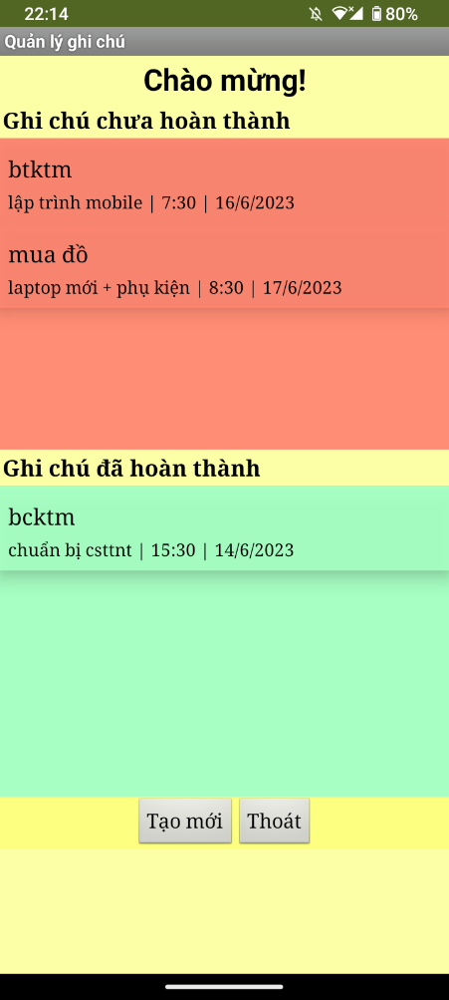 22:14
80%
Quản lý ghi chú
Chào mừng!
Ghi chú chưa hoàn thành
btktm
lập trình mobile | 7:30 | 16/6/2023
mua đồ
laptop mới + phụ kiện | 8:30 | 17/6/2023
Ghi chú đã hoàn thành
bcktm
chuẩn bị csttnt | 15:30 | 14/6/2023
Tạo mới
Thoát